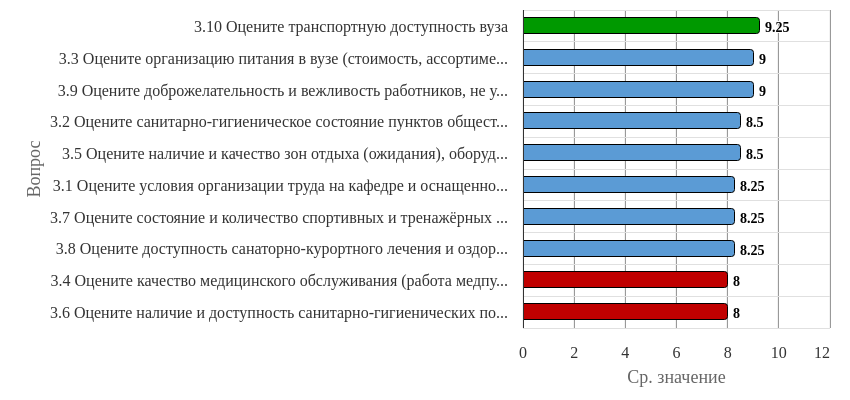 3.10 Оцените транспортную доступность вуза 9.25
3.3 Оцените организацию питания в вузе (стоимость, ассортиме... 9
3.9 Оцените доброжелательность и вежливость работников, не у... 9
3.2 Оцените санитарно-гигиеническое состояние пунктов общест... 8.5
3.5 Оцените наличие и качество зон отдыха (ожидания), оборуд... 8.5
3.1 Оцените условия организации труда на кафедре и оснащенно... 8.25
3.7 Оцените состояние и количество спортивных и тренажёрных ... 8.25
3.8 Оцените доступность санаторно-курортного лечения и оздор... 8.25
3.4 Оцените качество медицинского обслуживания (работа медпу... 8
3.6 Оцените наличие и доступность санитарно-гигиенических по... 8
Вопрос
0 2 4 6 8 10 12
Ср. значение